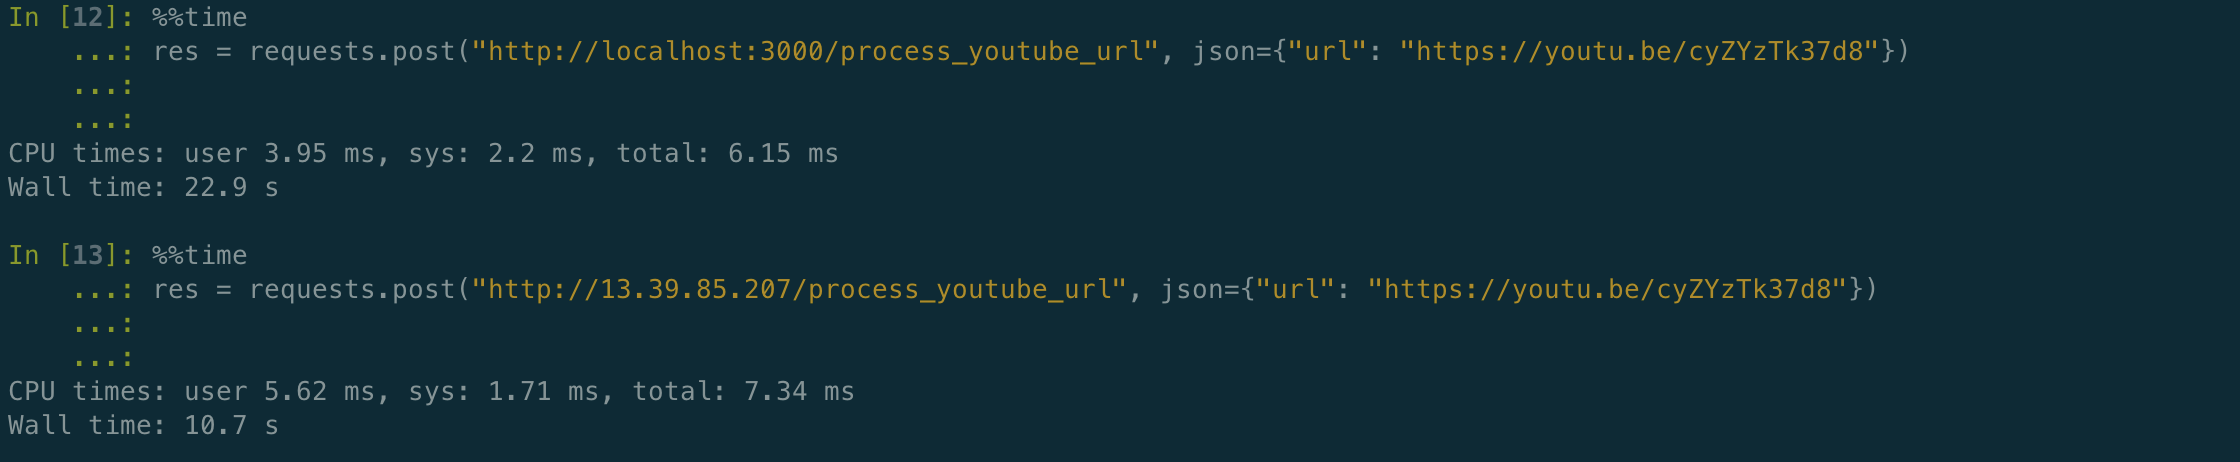 In [12]: %%time
...: res = requests.post("http://localhost:3000/process_youtube_url", json={"url": "https://youtu.be/cyZYzTk37d8"})
...:
...:
CPU times: user 3.95 ms, sys: 2.2 ms, total: 6.15 ms
Wall time: 22.9 s
In [13]: %%time
...: res = requests.post("http://13.39.85.207/process_youtube_url", json={"url": "https://youtu.be/cyZYzTk37d8"})
...:
...:
CPU times: user 5.62 ms, sys: 1.71 ms, total: 7.34 ms
Wall time: 10.7 s